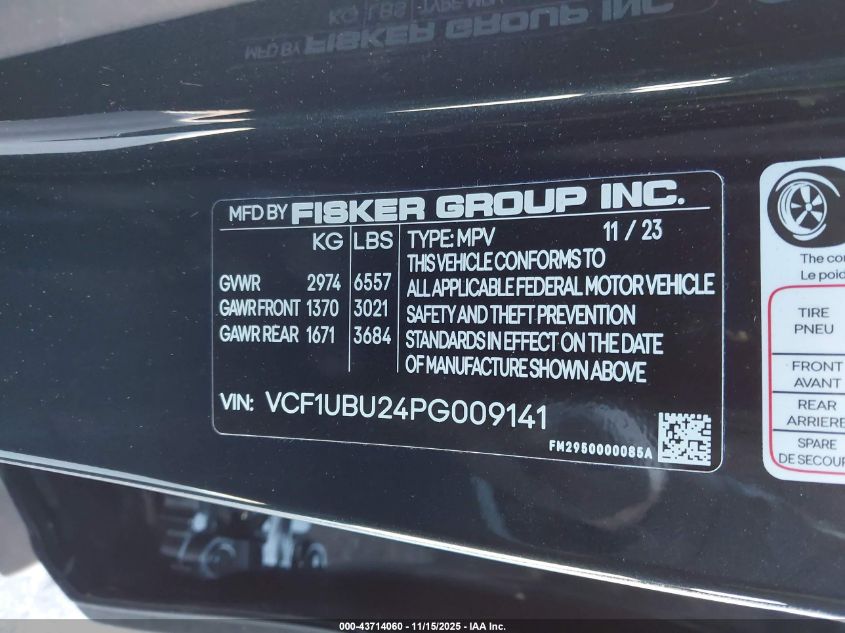 MFD BY FISKER GROUP INC.
KG LBS TYPE: MPV 11 / 23
THIS VEHICLE CONFORMS TO
GVWR 2974 6557 ALL APPLICABLE FEDERAL MOTOR VEHICLE
GAWR FRONT 1370 3021 SAFETY AND THEFT PREVENTION
GAWR REAR 1671 3684 STANDARDS IN EFFECT ON THE DATE
OF MANUFACTURE SHOWN ABOVE
VIN: VCF1UBU24PG009141
FM2950000085A
The
Le
TIRE
PNEU
FRONT
AVANT
REAR
ARRIERE
SPARE
DE
000-43714060 - 11/15/2025 - IAA Inc.